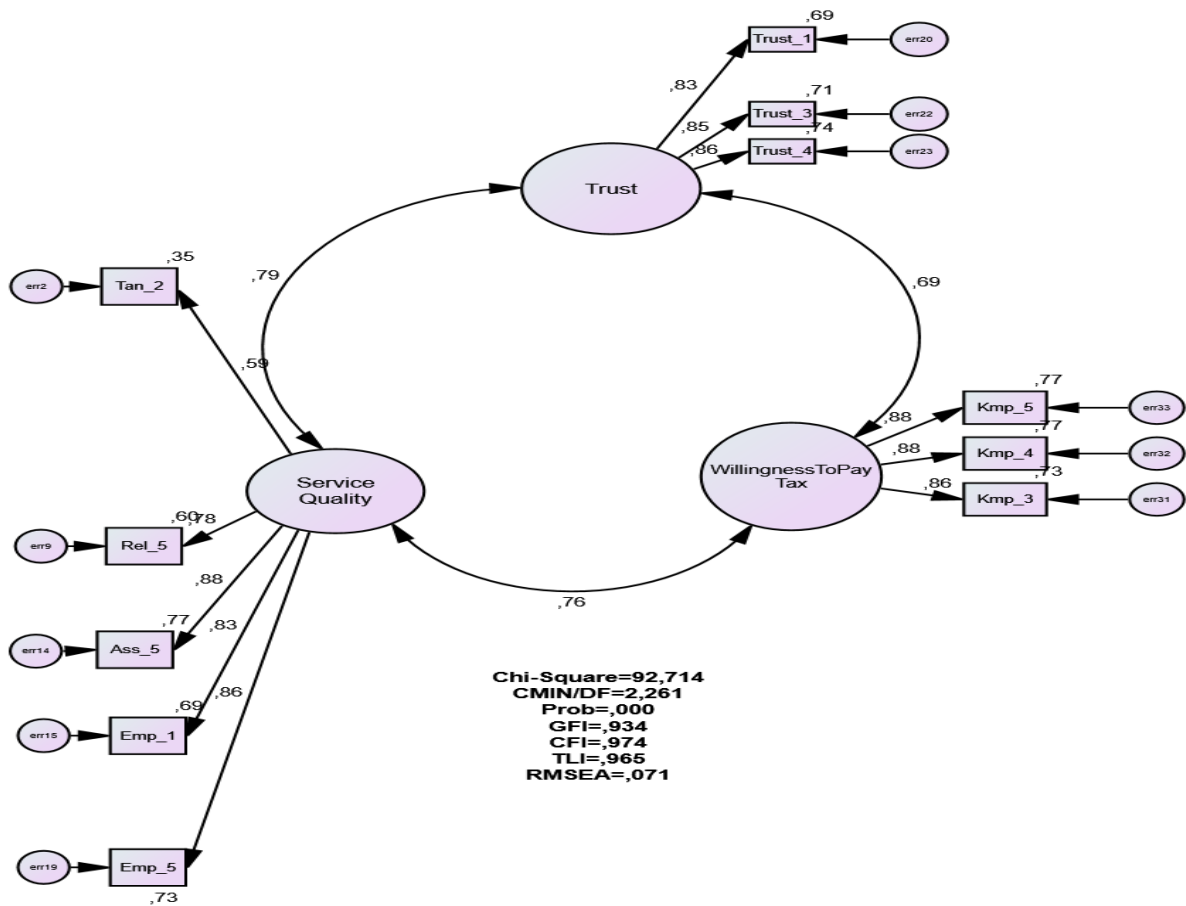 ,69
Trust_1
err20
,83
,71
Trust_3
err22
,85
,74
Trust_4
err23
,86
Trust
,35
err2
Tan_2
,79
,69
,59
,77
Kmp_5
err33
,88
,77
WillingnessToPay
Tax
Kmp_4
err32
,88
,73
Kmp_3
err31
,86
Service
Quality
,60
,78
err9
Rel_5
,88
,76
,77
,83
err14
Ass_5
,69
,86
err15
Emp_1
Chi-Square=92,714
CMIN/DF=2,261
Prob=,000
GFI=,934
CFI=,974
TLI=,965
RMSEA=,071
err19
Emp_5
,73